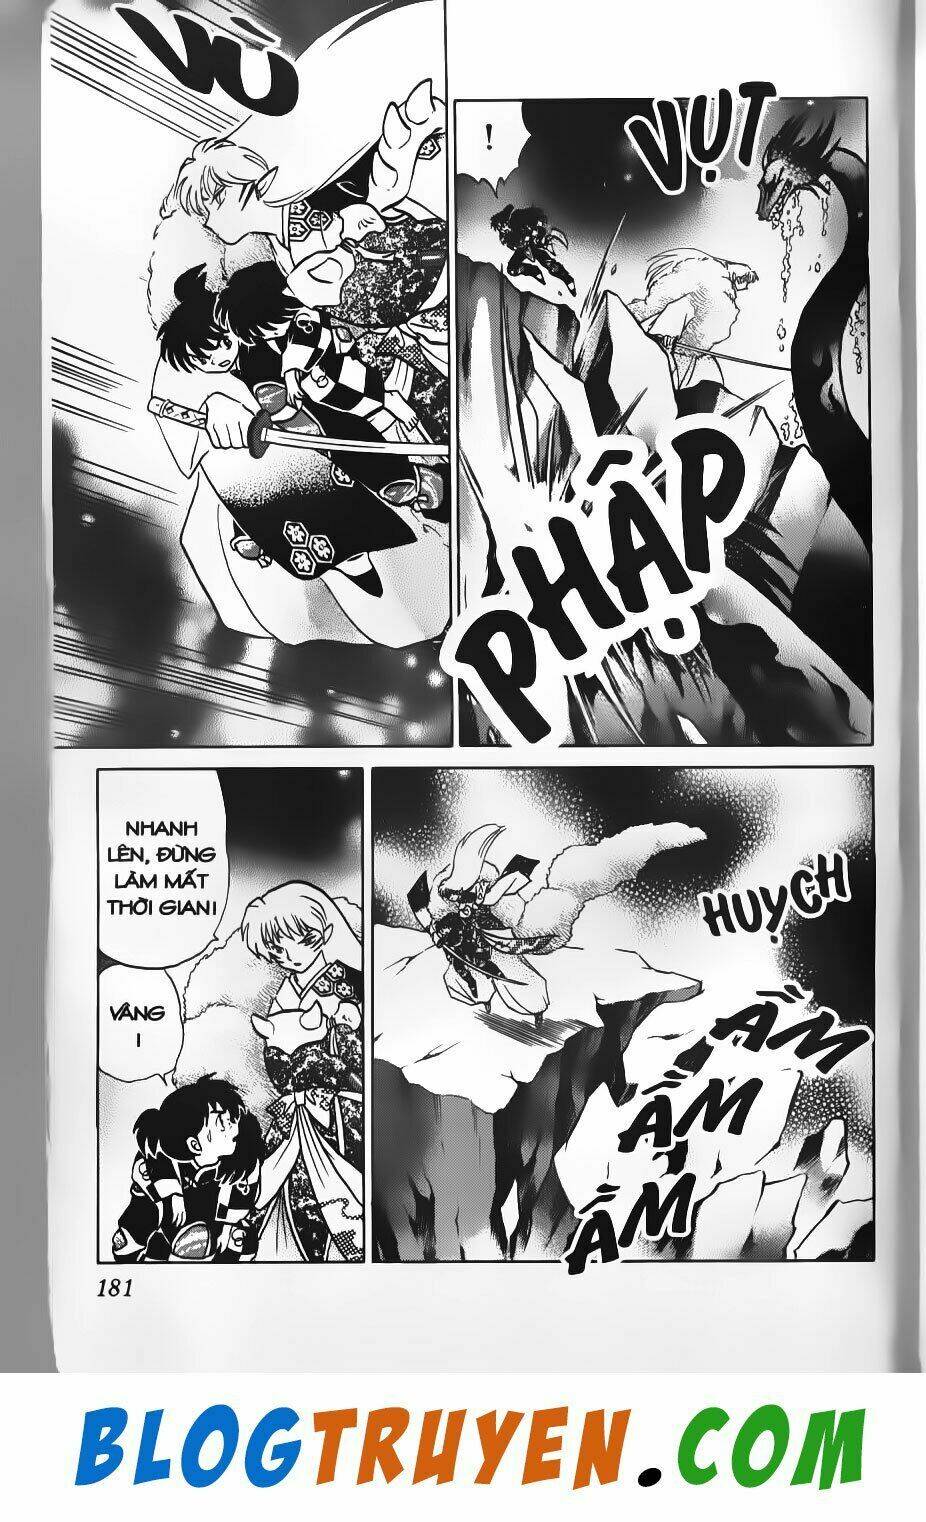 VỤT
!
PHẬP
VÙ
HUỴCH
ẦM
ẦM
ẦM
NHANH
LÊN, ĐỪNG
LÀM MẤT
THỜI GIAN!
VÂNG
!
181
BLOGTRUYEN.COM